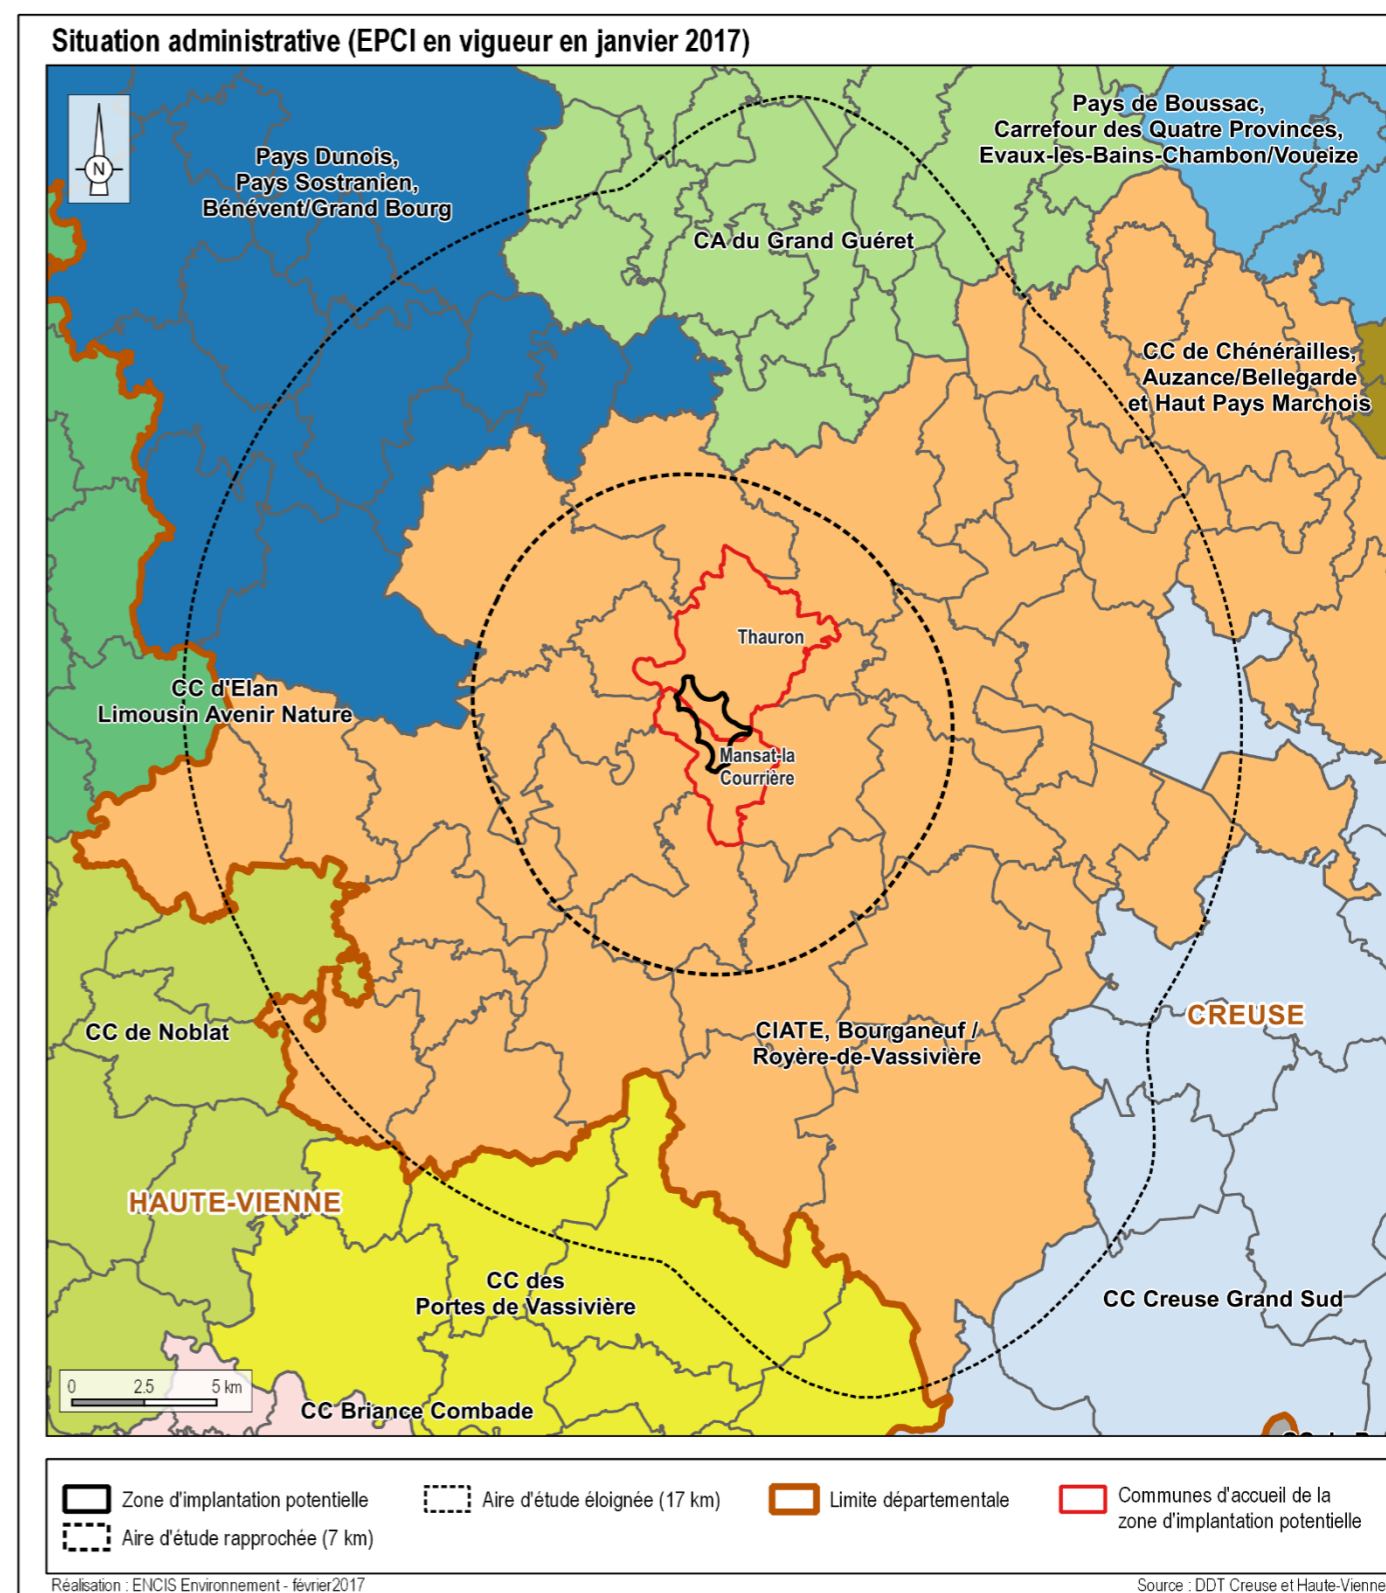 Situation administrative (EPCI en vigueur en janvier 2017)
N
Pays Dunois,
Pays Sostranien,
Bénévent/Grand Bourg
Pays de Boussac,
Carrefour des Quatre Provinces,
Evaux-les-Bains-Chambon/Voueize
CA du Grand Guéret
CC de Chénérailles,
Auzance/Bellegarde
et Haut Pays Marchois
Thauron
CC d'Elan
Limousin Avenir Nature
Mansat-la
Courrière
CC de Noblat
CIATE, Bourganeuf /
Royère-de-Vassivière
CREUSE
HAUTE-VIENNE
CC des
Portes de Vassivière
CC Creuse Grand Sud
0 2.5 5 km
CC Briance Combade
Zone d'implantation potentielle
Aire d'étude rapprochée (7 km)
Aire d'étude éloignée (17 km)
Limite départementale
Communes d'accueil de la
zone d'implantation potentielle
Réalisation : ENCIS Environnement - février2017
Source : DDT Creuse et Haute-Vienne